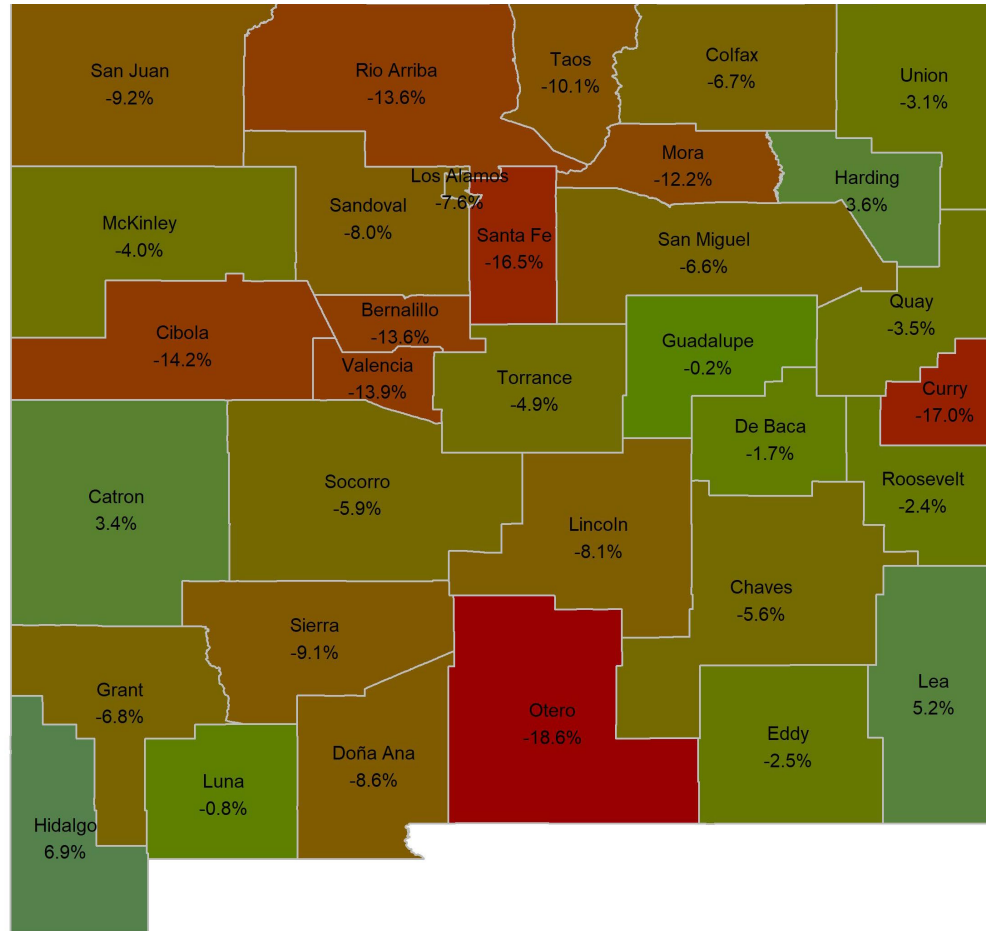 San Juan
-9.2%
Rio Arriba
-13.6%
Taos
-10.1%
Colfax
-6.7%
Union
-3.1%
Mora
-12.2%
Harding
3.6%
Los Alamos
-7.6%
McKinley
-4.0%
Sandoval
-8.0%
Santa Fe
-16.5%
San Miguel
-6.6%
Quay
-3.5%
Cibola
-14.2%
Bernalillo
-13.6%
Valencia
-13.9%
Torrance
-4.9%
Guadalupe
-0.2%
Curry
-17.0%
De Baca
-1.7%
Roosevelt
-2.4%
Catron
3.4%
Socorro
-5.9%
Lincoln
-8.1%
Chaves
-5.6%
Sierra
-9.1%
Grant
-6.8%
Otero
-18.6%
Lea
5.2%
Eddy
-2.5%
Doña Ana
-8.6%
Luna
-0.8%
Hidalgo
6.9%